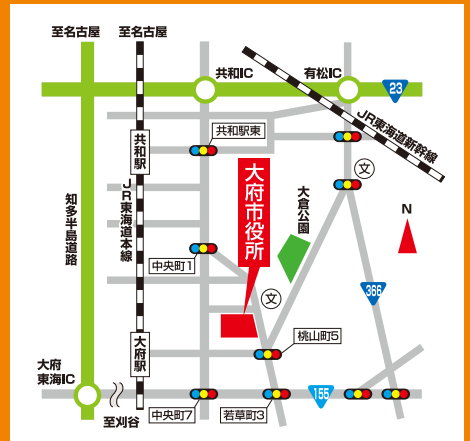 至名古屋
至名古屋
共和IC
有松IC
23
JR東海道新幹線
共和駅東
共和駅
文
大府市役所
大倉公園
N
知多半島道路
JR東海道本線
中央町1
文
366
桃山町5
大府駅
大府
東海IC
中央町7
若草町3
155
至刈谷